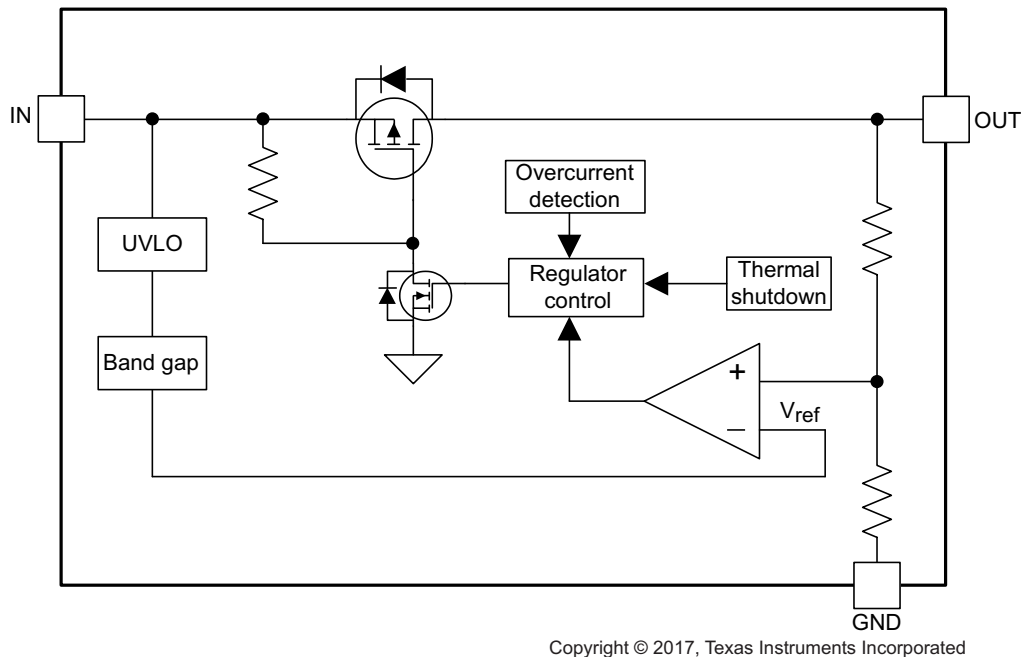 IN
OUT
Overcurrent
detection
UVLO
Regulator
control
Thermal
shutdown
Band gap
+
Vref
–
GND
Copyright © 2017, Texas Instruments Incorporated